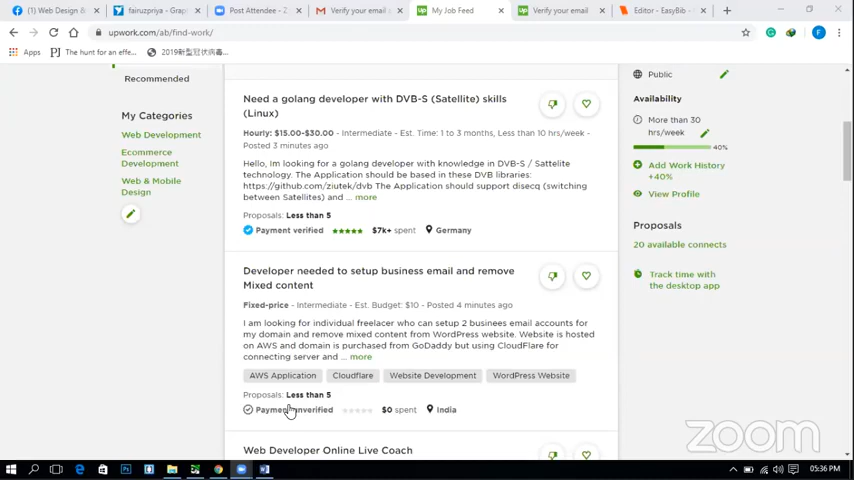 (1) Web Design &
fairuzpriya - Grap
Post Attendee - Z
Verify your email s
My Job Feed
Verify your email
Editor - EasyBib
upwork.com/ab/find-work/
Apps
The hunt for an effe...
2019新型冠状病毒...
Recommended
My Categories
Web Development
Ecommerce
Development
Web & Mobile
Design
Need a golang developer with DVB-S (Satellite) skills
(Linux)
Hourly: $15.00-$30.00 - Intermediate - Est. Time: 1 to 3 months, Less than 10 hrs/week -
Posted 3 minutes ago
Hello, Im looking for a golang developer with knowledge in DVB-S / Sattelite
technology. The Application should be based in these DVB libraries:
https://github.com/ziutek/dvb The Application should support disecq (switching
between Satellites) and ... more
Proposals: Less than 5
Payment verified $7k+ spent Germany
Developer needed to setup business email and remove
Mixed content
Fixed-price - Intermediate - Est. Budget: $10 - Posted 4 minutes ago
I am looking for individual freelacer who can setup 2 businees email accounts for
my domain and remove mixed content from WordPress website. Website is hosted
on AWS and domain is purchased from GoDaddy but using CloudFlare for
connecting server and ... more
AWS Application
Cloudflare
Website Development
WordPress Website
Proposals: Less than 5
Payment unverified $0 spent India
Web Developer Online Live Coach
Public
Availability
More than 30
hrs/week
40%
Add Work History
+40%
View Profile
Proposals
20 available connects
Track time with
the desktop app
zoom
05:36 PM